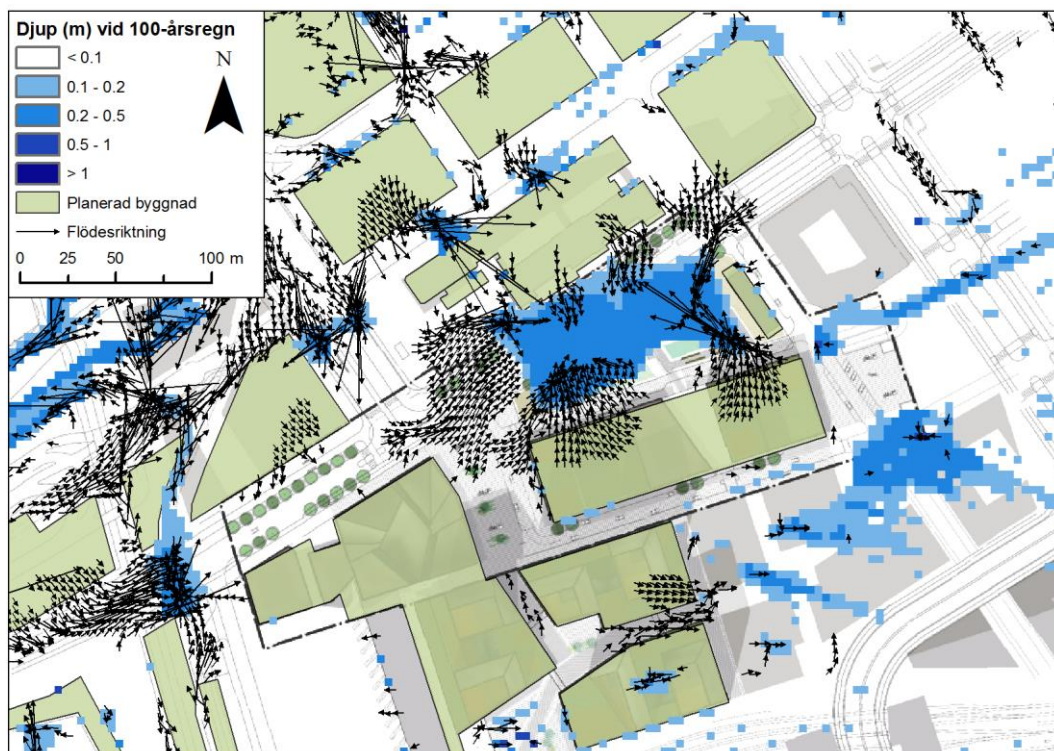 Djup (m) vid 100-årsregn
< 0.1
0.1 - 0.2
0.2 - 0.5
0.5 - 1
> 1
Planerad byggnad
Flödesriktning
0 50 100 m
N